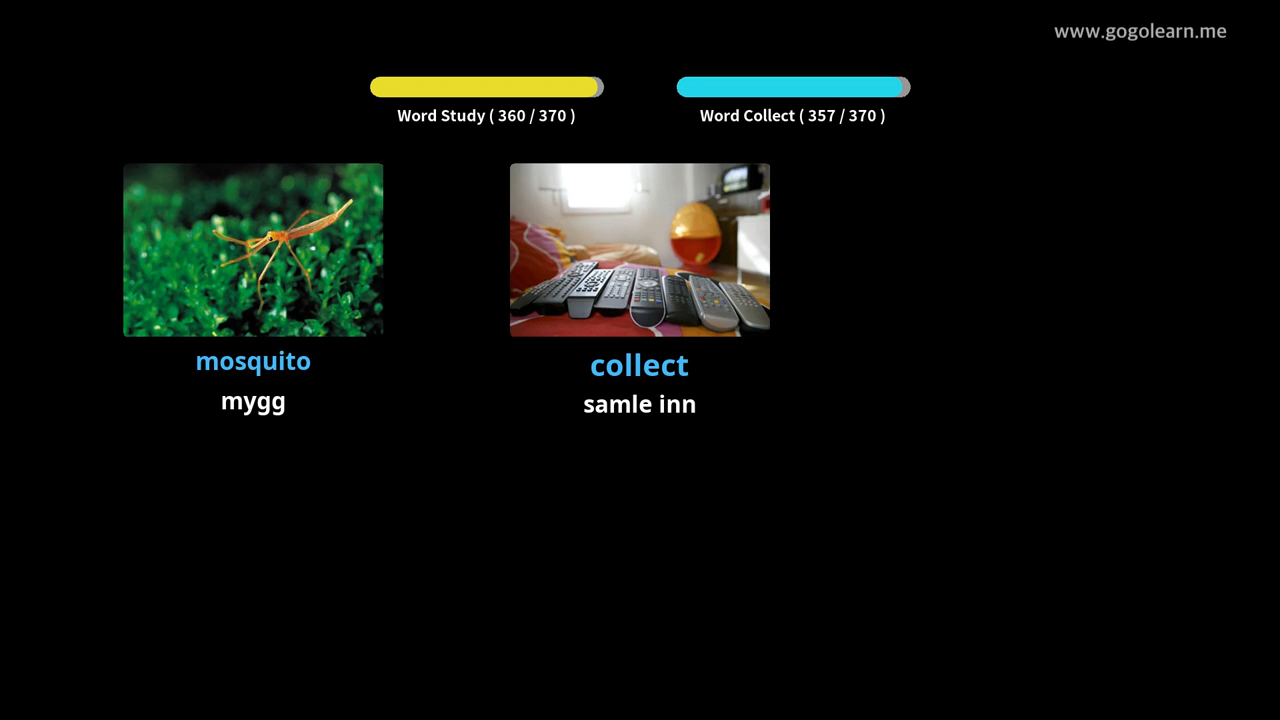 www.gogolearn.me
Word Study ( 360 / 370 )
Word Collect ( 357 / 370 )
mosquito
mygg
collect
samle inn